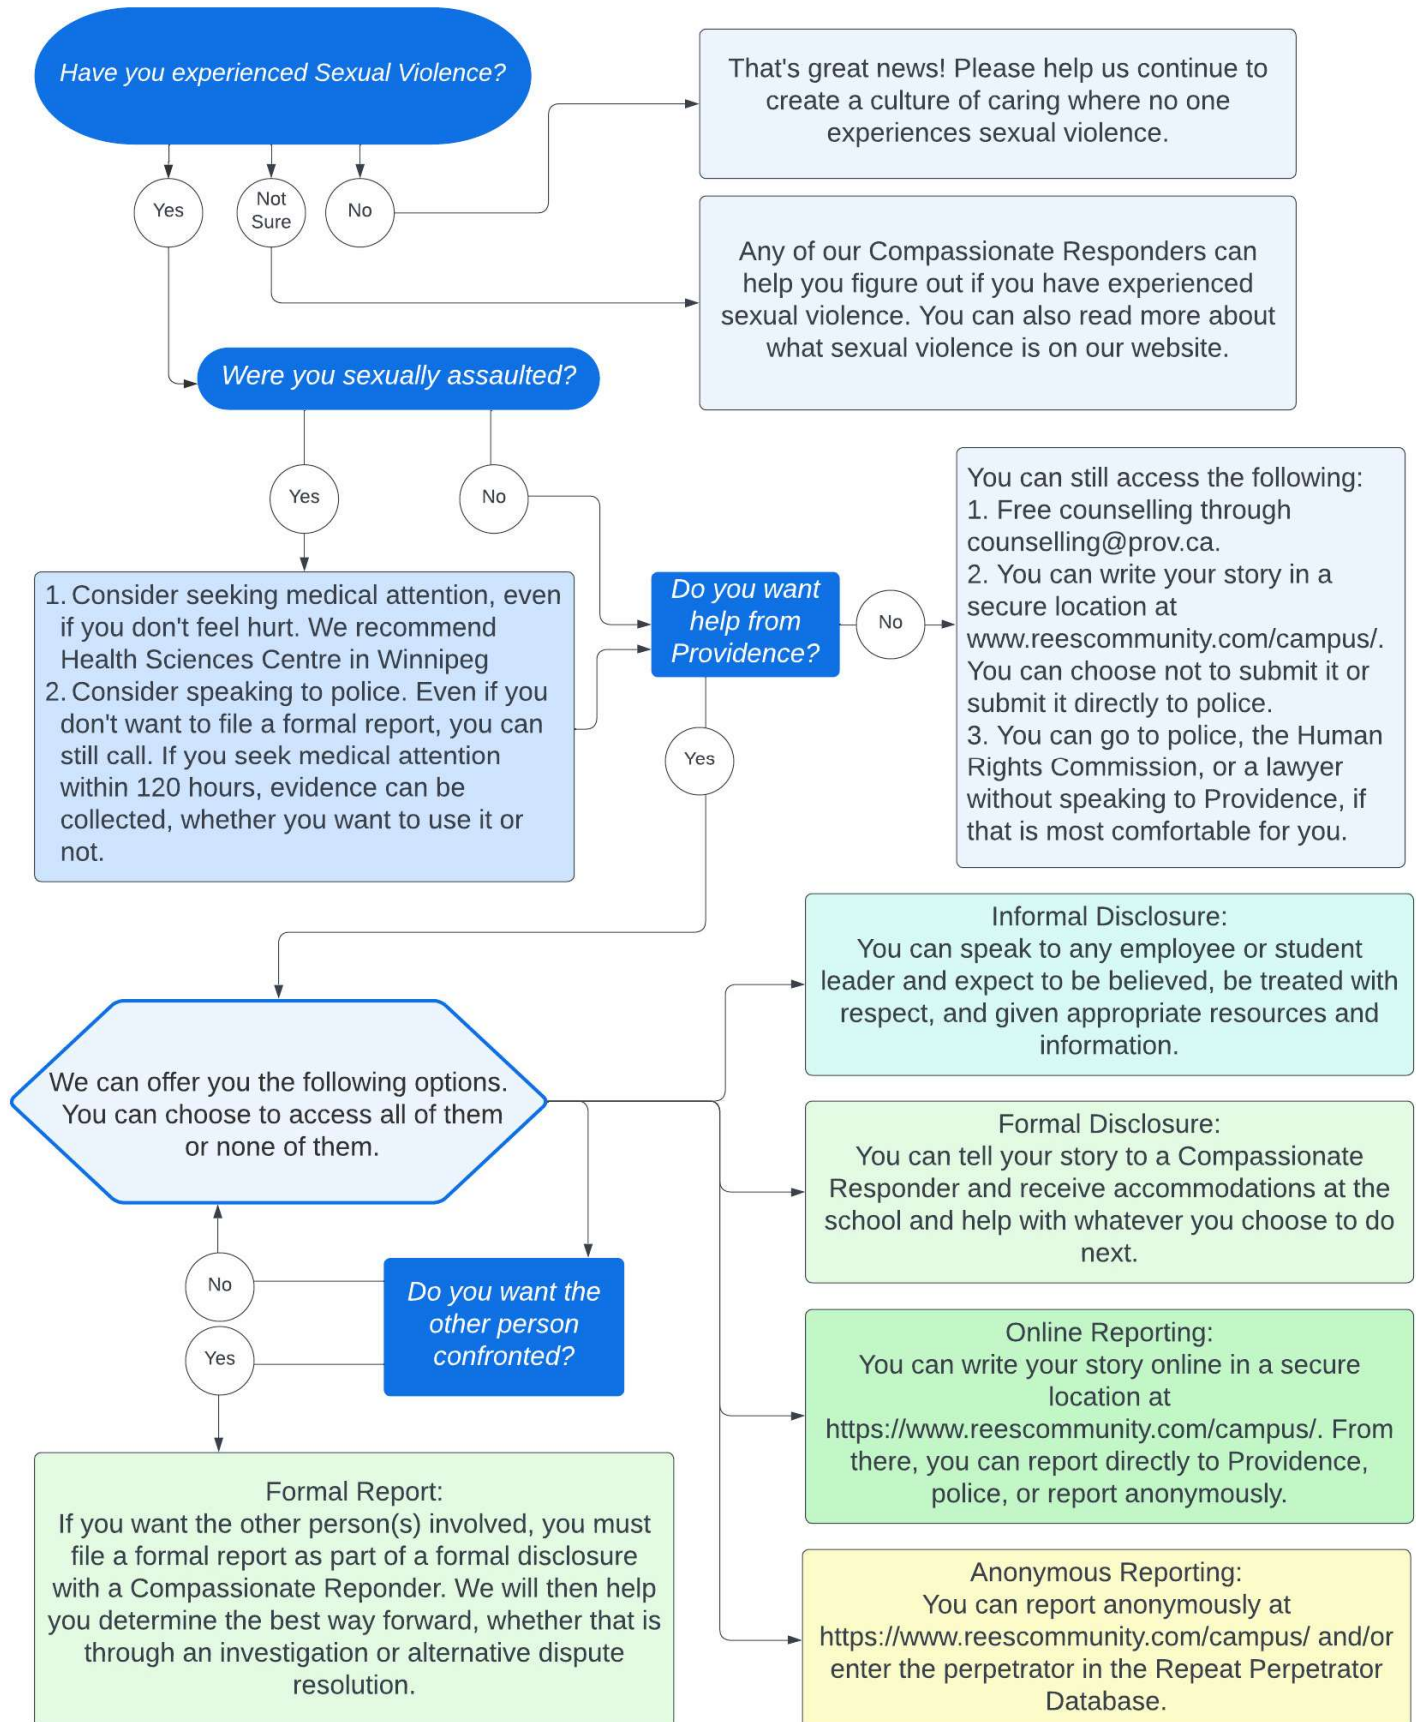 Have you experienced Sexual Violence?
Yes
Not
Sure
No
That's great news! Please help us continue to
create a culture of caring where no one
experiences sexual violence.
Any of our Compassionate Responders can
help you figure out if you have experienced
sexual violence. You can also read more about
what sexual violence is on our website.
Were you sexually assaulted?
Yes
No
1. Consider seeking medical attention, even
if you don't feel hurt. We recommend
Health Sciences Centre in Winnipeg
2. Consider speaking to police. Even if you
don't want to file a formal report, you can
still call. If you seek medical attention
within 120 hours, evidence can be
collected, whether you want to use it or
not.
Do you want
help from
Providence?
No
You can still access the following:
1. Free counselling through
counselling@prov.ca.
2. You can write your story in a
secure location at
www.reescommunity.com/campus/.
You can choose not to submit it or
submit it directly to police.
3. You can go to police, the Human
Rights Commission, or a lawyer
without speaking to Providence, if
that is most comfortable for you.
Yes
We can offer you the following options.
You can choose to access all of them
or none of them.
Informal Disclosure:
You can speak to any employee or student
leader and expect to be believed, be treated with
respect, and given appropriate resources and
information.
Formal Disclosure:
You can tell your story to a Compassionate
Responder and receive accommodations at the
school and help with whatever you choose to do
next.
Online Reporting:
You can write your story online in a secure
location at
https://www.reescommunity.com/campus/. From
there, you can report directly to Providence,
police, or report anonymously.
Anonymous Reporting:
You can report anonymously at
https://www.reescommunity.com/campus/ and/or
enter the perpetrator in the Repeat Perpetrator
Database.
Do you want the
other person
confronted?
No
Yes
Formal Report:
If you want the other person(s) involved, you must
file a formal report as part of a formal disclosure
with a Compassionate Reponder. We will then help
you determine the best way forward, whether that is
through an investigation or alternative dispute
resolution.